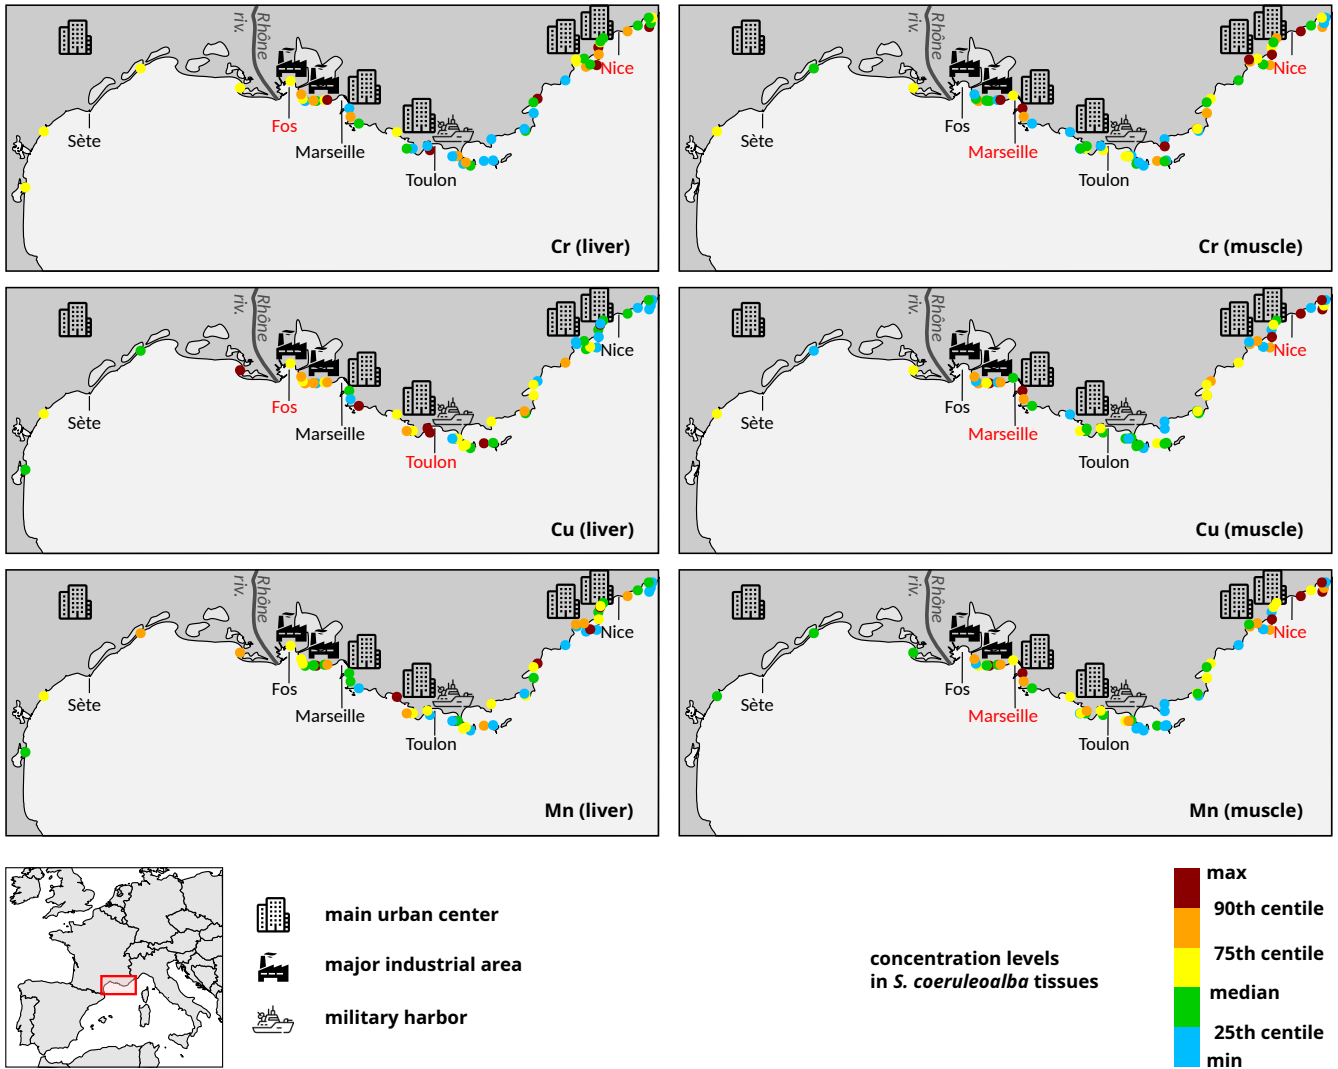 Rhône
riv.
Nice
Sète
Fos
Marseille
Toulon
Cr (liver)
Rhône
riv.
Nice
Sète
Fos
Marseille
Toulon
Cr (muscle)
Rhône
riv.
Nice
Sète
Fos
Marseille
Toulon
Cu (liver)
Rhône
riv.
Nice
Sète
Fos
Marseille
Toulon
Cu (muscle)
Rhône
riv.
Nice
Sète
Fos
Marseille
Toulon
Mn (liver)
Rhône
riv.
Nice
Sète
Fos
Marseille
Toulon
Mn (muscle)
main urban center
major industrial area
military harbor
concentration levels
in S. coeruleoalba tissues
max
90th centile
75th centile
median
25th centile
min